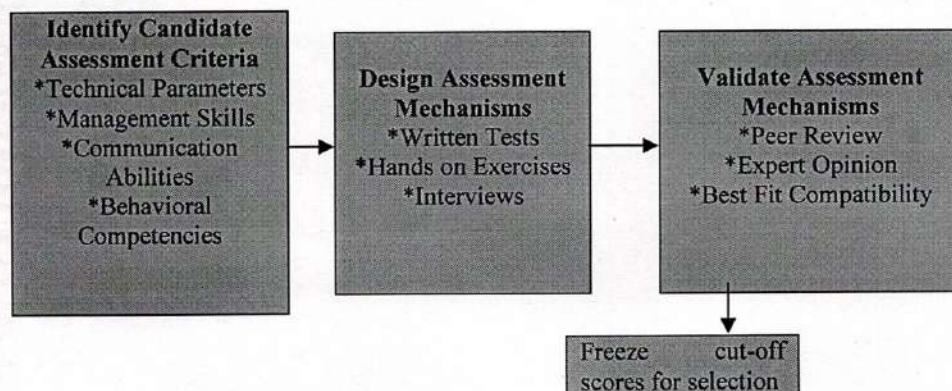 Identify Candidate
Assessment Criteria
*Technical Parameters
*Management Skills
*Communication
Abilities
*Behavioral
Competencies
Design Assessment
Mechanisms
*Written Tests
*Hands on Exercises
*Interviews
Validate Assessment
Mechanisms
*Peer Review
*Expert Opinion
*Best Fit Compatibility
Freeze cut-off
scores for selection